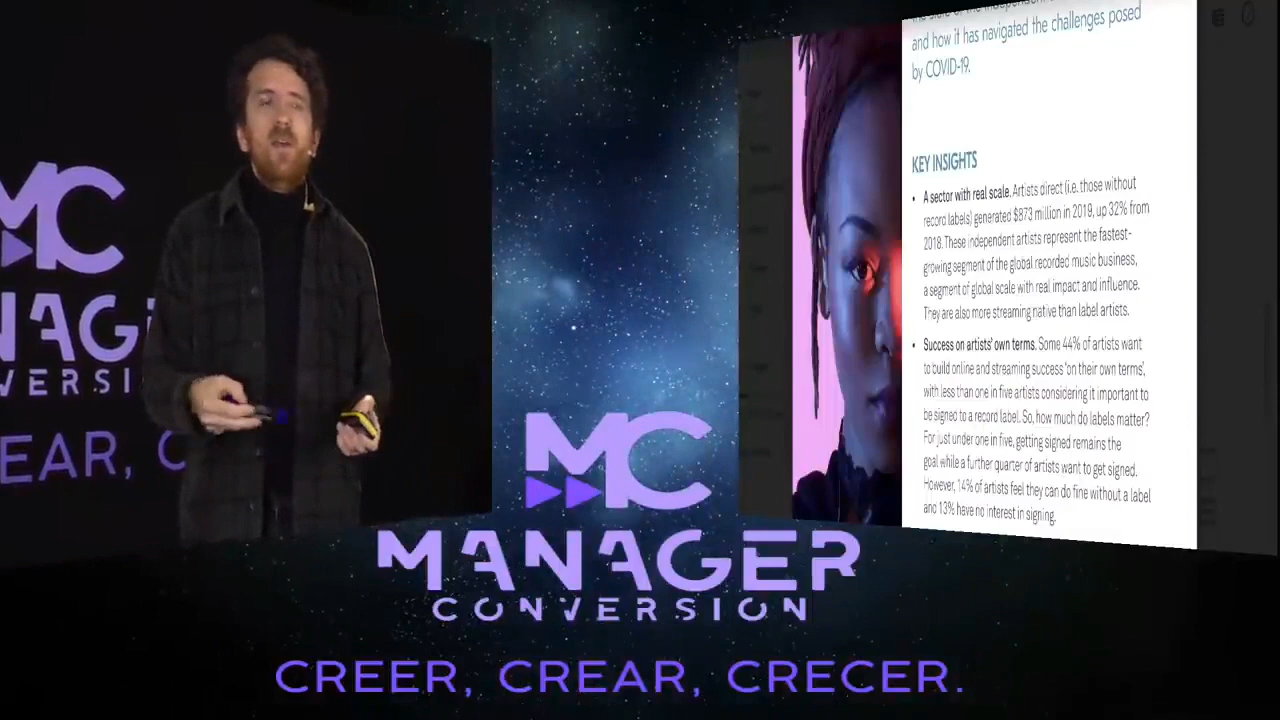 MC
NAGE
VERSI
EAR, C
the state of the independent
and how it has navigated the challenges posed
by COVID-19.
KEY INSIGHTS
• A sector with real scale. Artists direct (i.e. those without
record labels) generated $873 million in 2019, up 32% from
2018. These independent artists represent the fastest-
growing segment of the global recorded music business,
a segment of global scale with real impact and influence.
They are also more streaming native than label artists.
• Success on artists' own terms. Some 44% of artists want
to build online and streaming success 'on their own terms',
with less than one in five artists considering it important to
be signed to a record label. So, how much do labels matter?
For just under one in five, getting signed remains the
goal while a further quarter of artists want to get signed.
However, 14% of artists feel they can do fine without a label
and 13% have no interest in signing.
MC
MANAGER
CONVERSION
CREER, CREAR, CRECER.